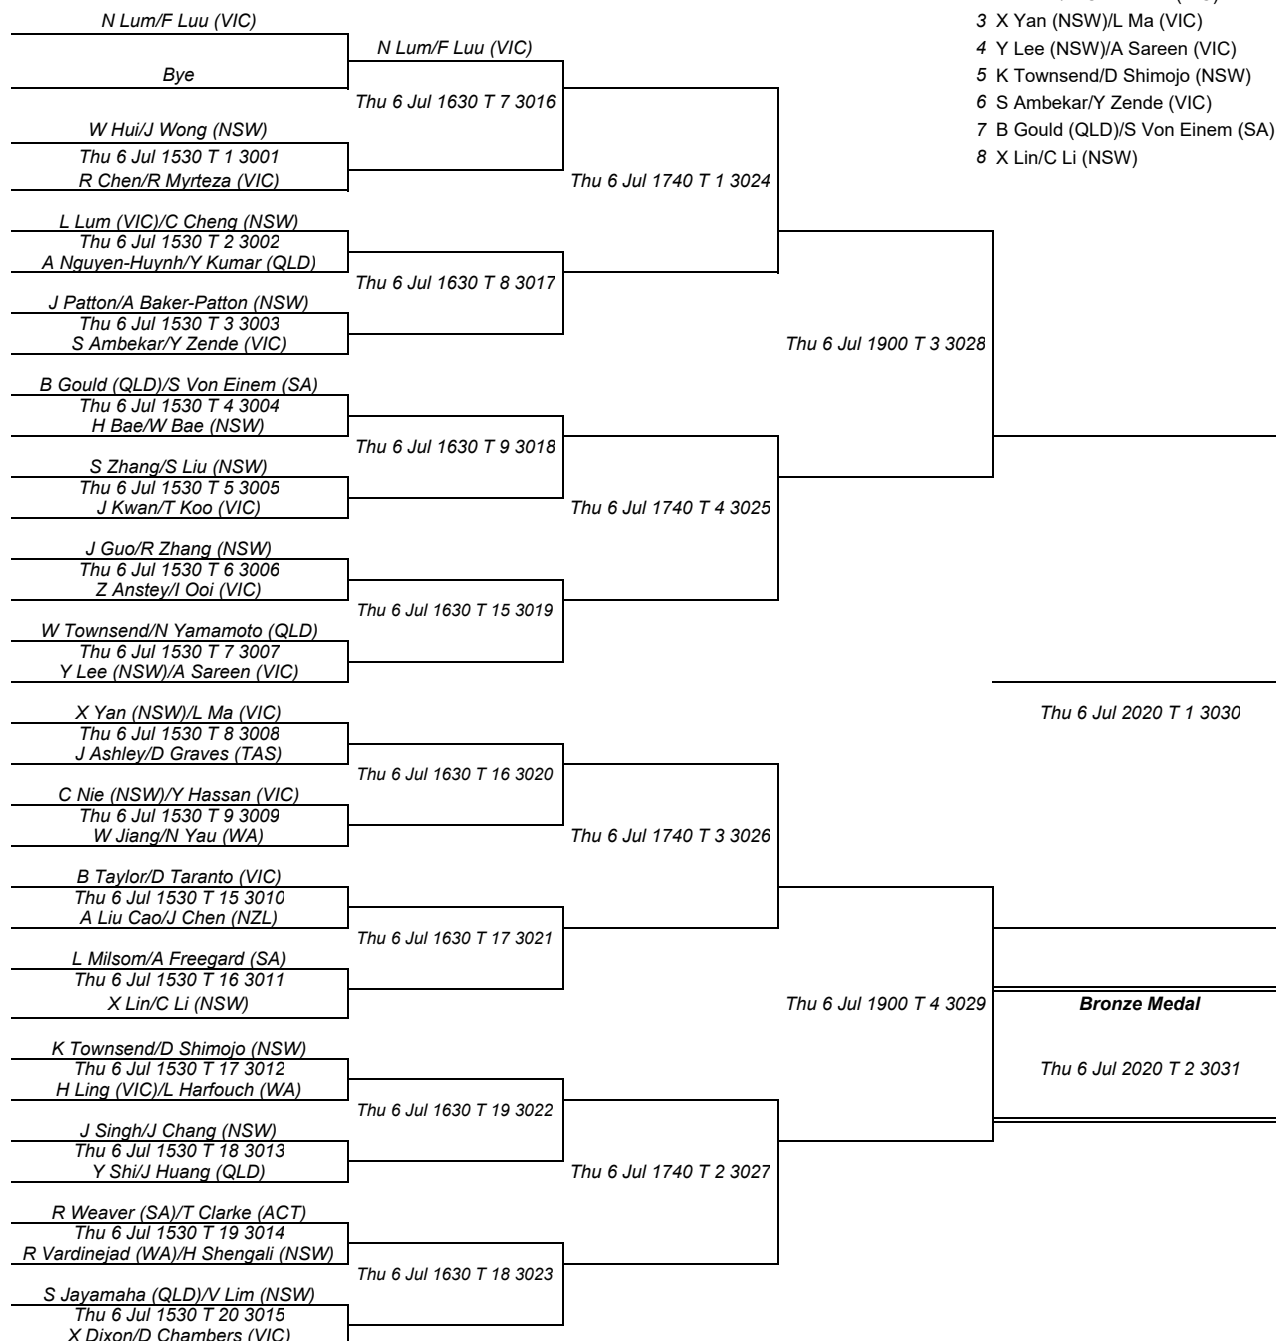 N Lum/F Luu (VIC)
Bye
W Hui/J Wong (NSW)
Thu 6 Jul 1530 T 1 3001
R Chen/R Myrteza (VIC)
L Lum (VIC)/C Cheng (NSW)
Thu 6 Jul 1530 T 2 3002
A Nguyen-Huynh/Y Kumar (QLD)
J Patton/A Baker-Patton (NSW)
Thu 6 Jul 1530 T 3 3003
S Ambekar/Y Zende (VIC)
B Gould (QLD)/S Von Einem (SA)
Thu 6 Jul 1530 T 4 3004
H Bae/W Bae (NSW)
S Zhang/S Liu (NSW)
Thu 6 Jul 1530 T 5 3005
J Kwan/T Koo (VIC)
J Guo/R Zhang (NSW)
Thu 6 Jul 1530 T 6 3006
Z Anstey/I Ooi (VIC)
W Townsend/N Yamamoto (QLD)
Thu 6 Jul 1530 T 7 3007
Y Lee (NSW)/A Sareen (VIC)
X Yan (NSW)/L Ma (VIC)
Thu 6 Jul 1530 T 8 3008
J Ashley/D Graves (TAS)
C Nie (NSW)/Y Hassan (VIC)
Thu 6 Jul 1530 T 9 3009
W Jiang/N Yau (WA)
B Taylor/D Taranto (VIC)
Thu 6 Jul 1530 T 15 3010
A Liu Cao/J Chen (NZL)
L Milsom/A Freegard (SA)
Thu 6 Jul 1530 T 16 3011
X Lin/C Li (NSW)
K Townsend/D Shimojo (NSW)
Thu 6 Jul 1530 T 17 3012
H Ling (VIC)/L Harfouch (WA)
J Singh/J Chang (NSW)
Thu 6 Jul 1530 T 18 3013
Y Shi/J Huang (QLD)
R Weaver (SA)/T Clarke (ACT)
Thu 6 Jul 1530 T 19 3014
R Vardinejad (WA)/H Shengali (NSW)
S Jayamaha (QLD)/V Lim (NSW)
Thu 6 Jul 1530 T 20 3015
X Dixon/D Chambers (VIC)
N Lum/F Luu (VIC)
Thu 6 Jul 1630 T 7 3016
Thu 6 Jul 1630 T 8 3017
Thu 6 Jul 1630 T 9 3018
Thu 6 Jul 1630 T 15 3019
Thu 6 Jul 1630 T 16 3020
Thu 6 Jul 1630 T 17 3021
Thu 6 Jul 1630 T 19 3022
Thu 6 Jul 1630 T 18 3023
Thu 6 Jul 1740 T 1 3024
Thu 6 Jul 1740 T 4 3025
Thu 6 Jul 1740 T 3 3026
Thu 6 Jul 1740 T 2 3027
Thu 6 Jul 1900 T 3 3028
Thu 6 Jul 1900 T 4 3029
3 X Yan (NSW)/L Ma (VIC)
4 Y Lee (NSW)/A Sareen (VIC)
5 K Townsend/D Shimojo (NSW)
6 S Ambekar/Y Zende (VIC)
7 B Gould (QLD)/S Von Einem (SA)
8 X Lin/C Li (NSW)
Thu 6 Jul 2020 T 1 3030
Bronze Medal
Thu 6 Jul 2020 T 2 3031